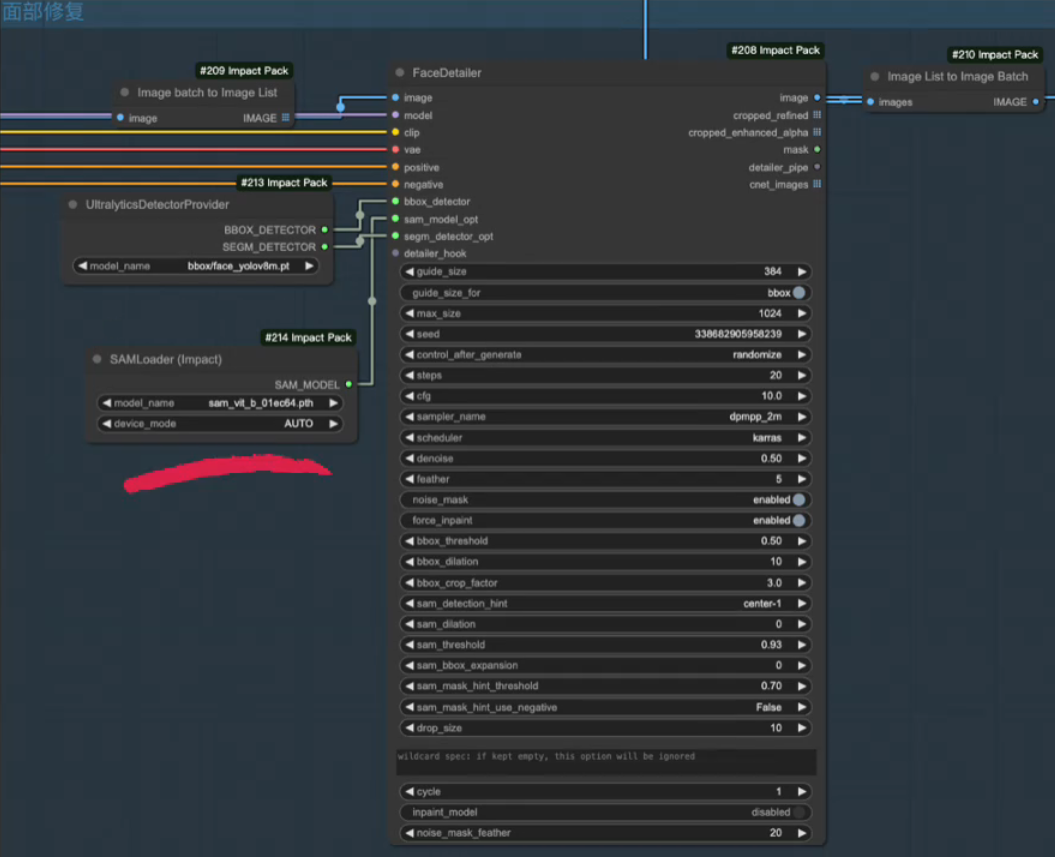 面部修复
#209 Impact Pack
Image batch to Image List
image IMAGE
#213 Impact Pack
UltralyticsDetectorProvider
BBOX_DETECTOR
SEGM_DETECTOR
model_name bbox/face_yolov8m.pt
#214 Impact Pack
SAMLoader (Impact)
SAM_MODEL
model_name sam_vit_b_01ec64.pth
device_mode AUTO
#208 Impact Pack
FaceDetailer
image image
model cropped_refined
clip cropped_enhanced_alpha
vae mask
positive detailer_pipe
negative cnet_images
bbox_detector
sam_model_opt
segm_detector_opt
detailer_hook
guide_size 384
guide_size_for bbox
max_size 1024
seed 338682905958239
control_after_generate randomize
steps 20
cfg 10.0
sampler_name dpmpp_2m
scheduler karras
denoise 0.50
feather 5
noise_mask enabled
force_inpaint enabled
bbox_threshold 0.50
bbox_dilation 10
bbox_crop_factor 3.0
sam_detection_hint center-1
sam_dilation 0
sam_threshold 0.93
sam_bbox_expansion 0
sam_mask_hint_threshold 0.70
sam_mask_hint_use_negative False
drop_size 10
wildcard spec: if kept empty, this option will be ignored
cycle 1
inpaint_model disabled
noise_mask_feather 20
#210 Impact Pack
Image List to Image Batch
images IMAGE